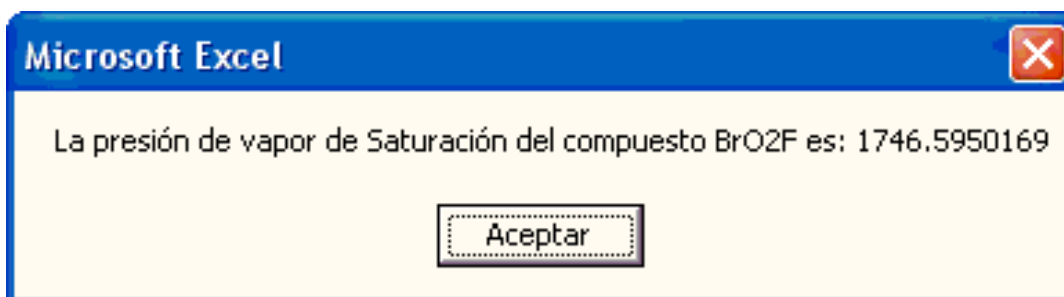 Microsoft Excel
La presión de vapor de Saturación del compuesto BrO2F es: 1746.5950169
Aceptar